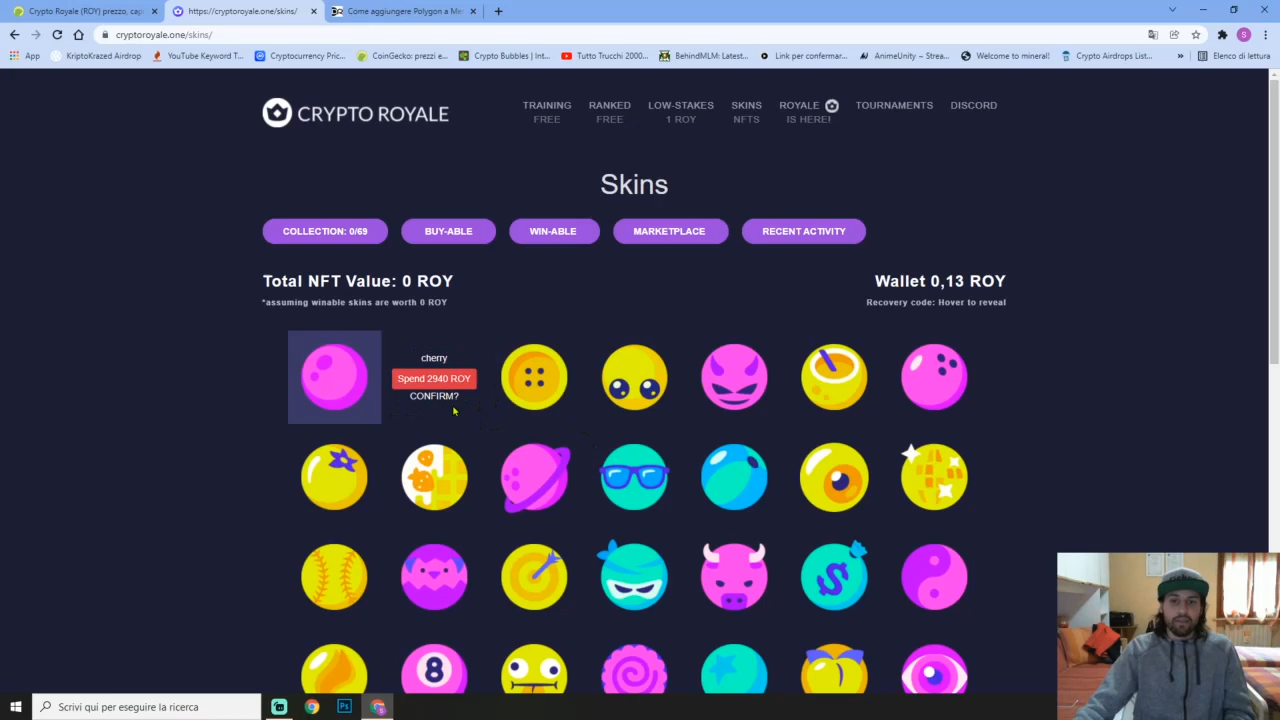 Crypto Royale (ROY) prezzo, cap
https://cryptoroyale.one/skins/
Come aggiungere Polygon a Me
cryptoroyale.one/skins/
App
KriptoKrazed Airdrop
YouTube Keyword T...
Cryptocurrency Pric...
CoinGecko: prezzi e...
Crypto Bubbles | Int...
Tutto Trucchi 2000...
BehindMLM: Latest...
Link per confermar...
AnimeUnity ~ Strea...
Welcome to mineral!
Crypto Airdrops List...
Elenco di lettura
CRYPTO ROYALE
TRAINING
FREE
RANKED
FREE
LOW-STAKES
1 ROY
SKINS
NFTS
ROYALE
IS HERE!
TOURNAMENTS
DISCORD
Skins
COLLECTION: 0/69
BUY-ABLE
WIN-ABLE
MARKETPLACE
RECENT ACTIVITY
Total NFT Value: 0 ROY
*assuming winable skins are worth 0 ROY
Wallet 0,13 ROY
Recovery code: Hover to reveal
cherry
Spend 2940 ROY
CONFIRM?
$
8
Scrivi qui per eseguire la ricerca
Ps